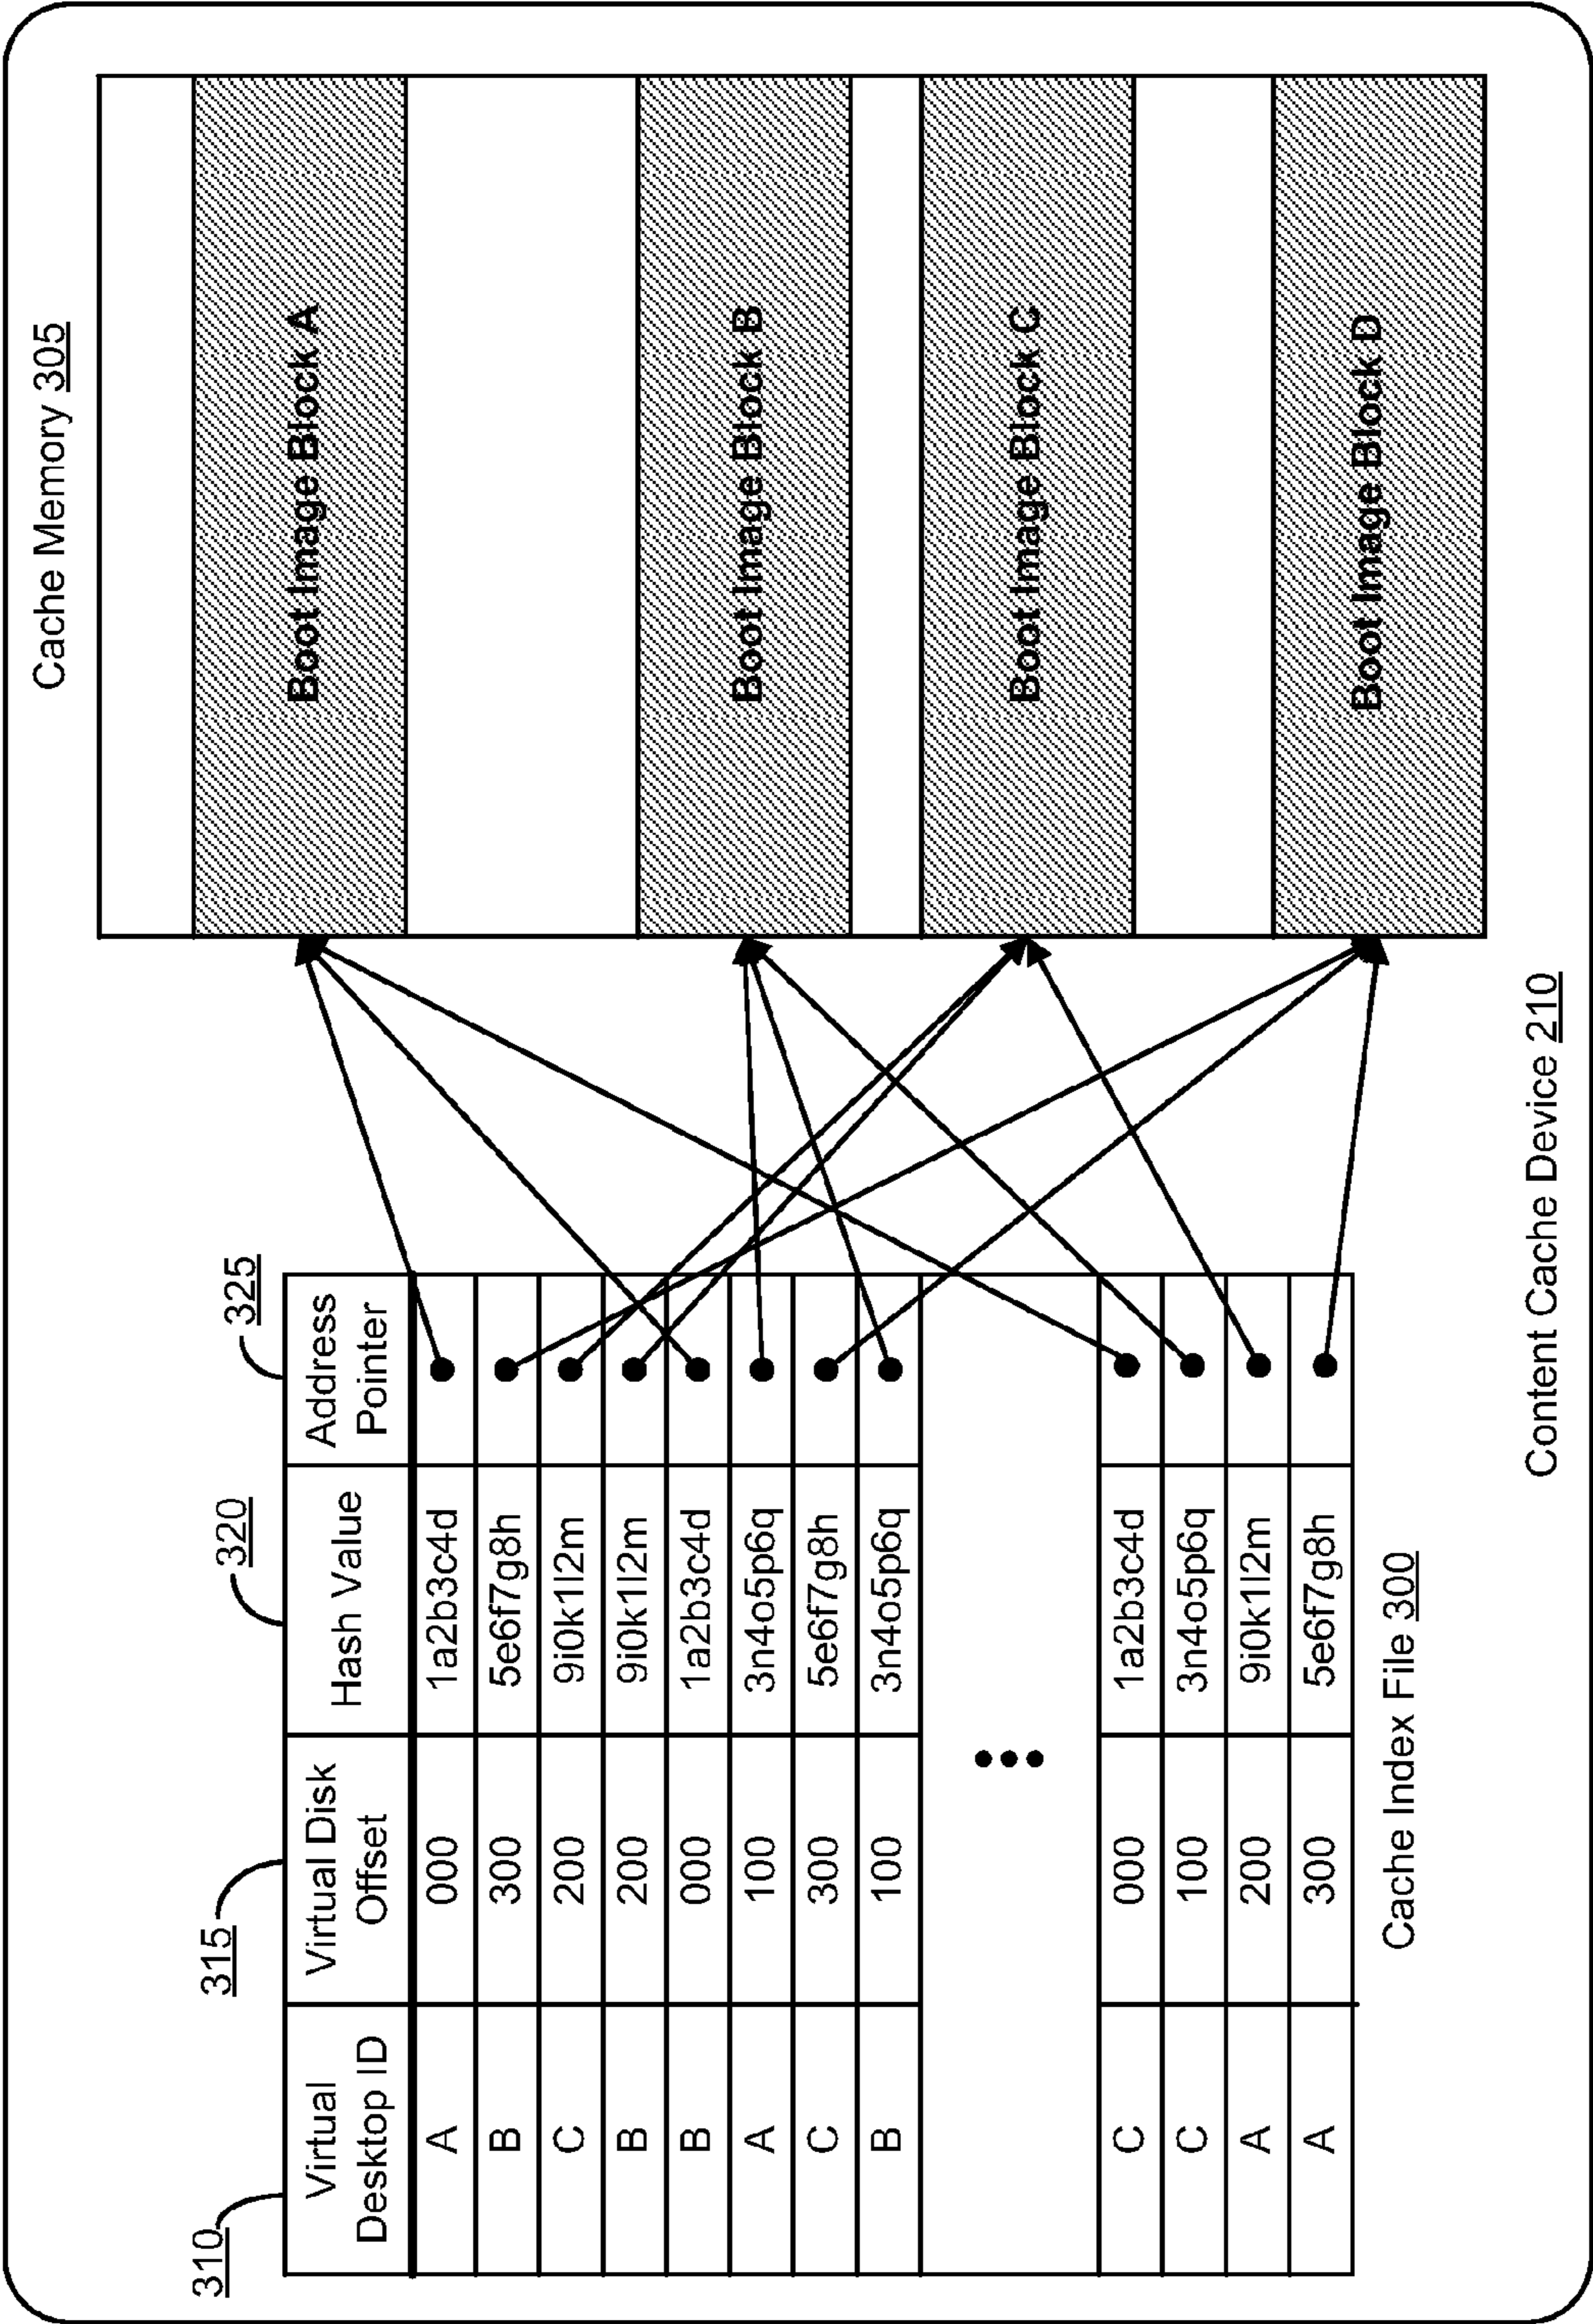 Cache Memory 305
310
315
320
325
Virtual Desktop ID
Virtual Disk Offset
Hash Value
Address Pointer
A 000 1a2b3c4d
B 300 5e6f7g8h
C 200 9i0k1l2m
B 200 9i0k1l2m
B 000 1a2b3c4d
A 100 3n4o5p6q
C 300 5e6f7g8h
B 100 3n4o5p6q
C 000 1a2b3c4d
C 100 3n4o5p6q
A 200 9i0k1l2m
A 300 5e6f7g8h
Boot Image Block A
Boot Image Block B
Boot Image Block C
Boot Image Block D
Cache Index File 300
Content Cache Device 210